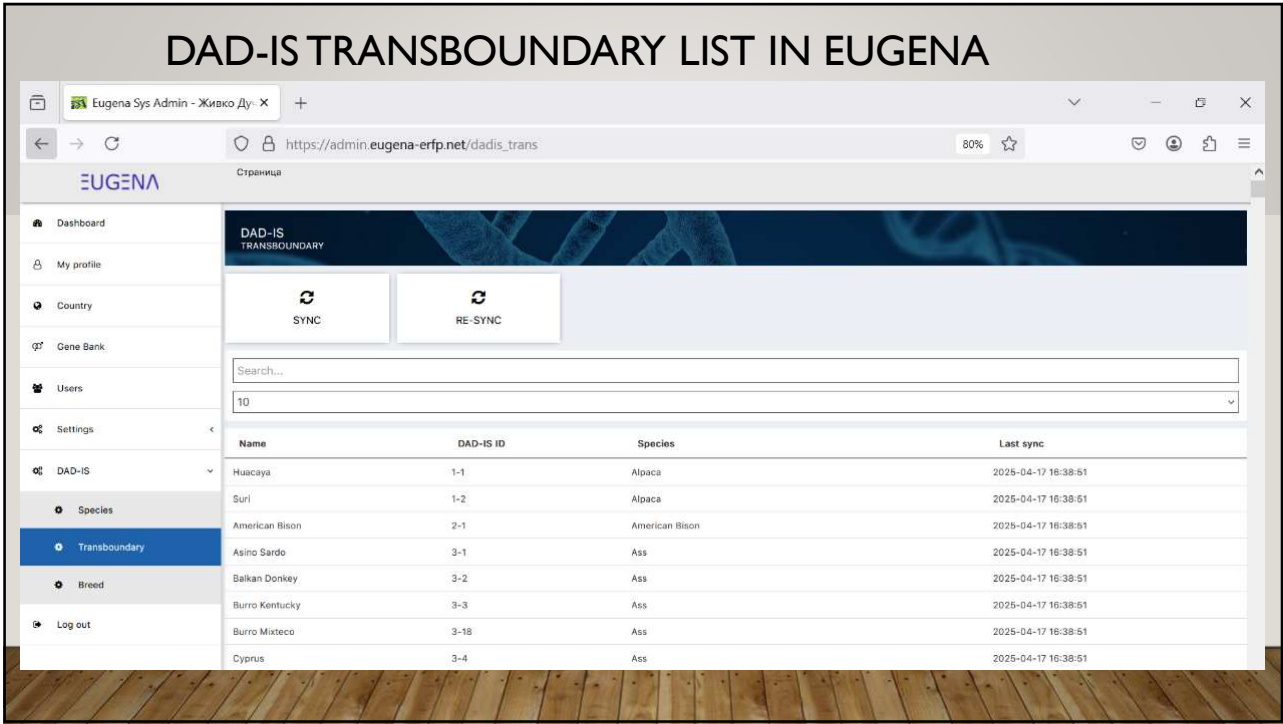 DAD-IS TRANSBOUNDARY LIST IN EUGENA
Eugena Sys Admin - Живко Ду
https://admin.eugena-erfp.net/dadis_trans
80%
EUGENA
Страница
Dashboard
My profile
Country
Gene Bank
Users
Settings
DAD-IS
Species
Transboundary
Breed
Log out
DAD-IS
TRANSBOUNDARY
SYNC RE-SYNC
Search...
10
Name DAD-IS ID Species Last sync
Huacaya 1-1 Alpaca 2025-04-17 16:38:51
Suri 1-2 Alpaca 2025-04-17 16:38:51
American Bison 2-1 American Bison 2025-04-17 16:38:51
Asino Sardo 3-1 Ass 2025-04-17 16:38:51
Balkan Donkey 3-2 Ass 2025-04-17 16:38:51
Burro Kentucky 3-3 Ass 2025-04-17 16:38:51
Burro Mixteco 3-18 Ass 2025-04-17 16:38:51
Cyprus 3-4 Ass 2025-04-17 16:38:51